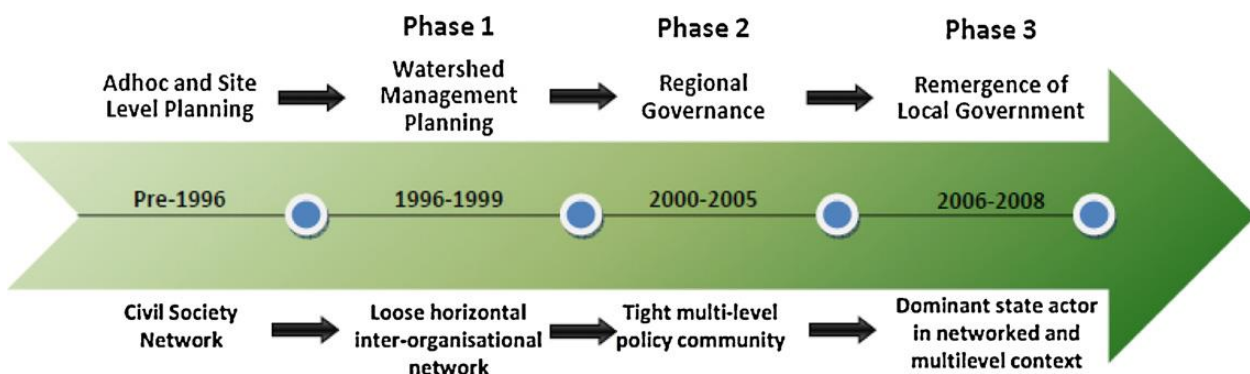 Phase 1
Phase 2
Phase 3
Adhoc and Site
Level Planning
Watershed
Management
Planning
Regional
Governance
Remergence of
Local Government
Pre-1996
1996-1999
2000-2005
2006-2008
Civil Society
Network
Loose horizontal
inter-organisational
network
Tight multi-level
policy community
Dominant state actor
in networked and
multilevel context